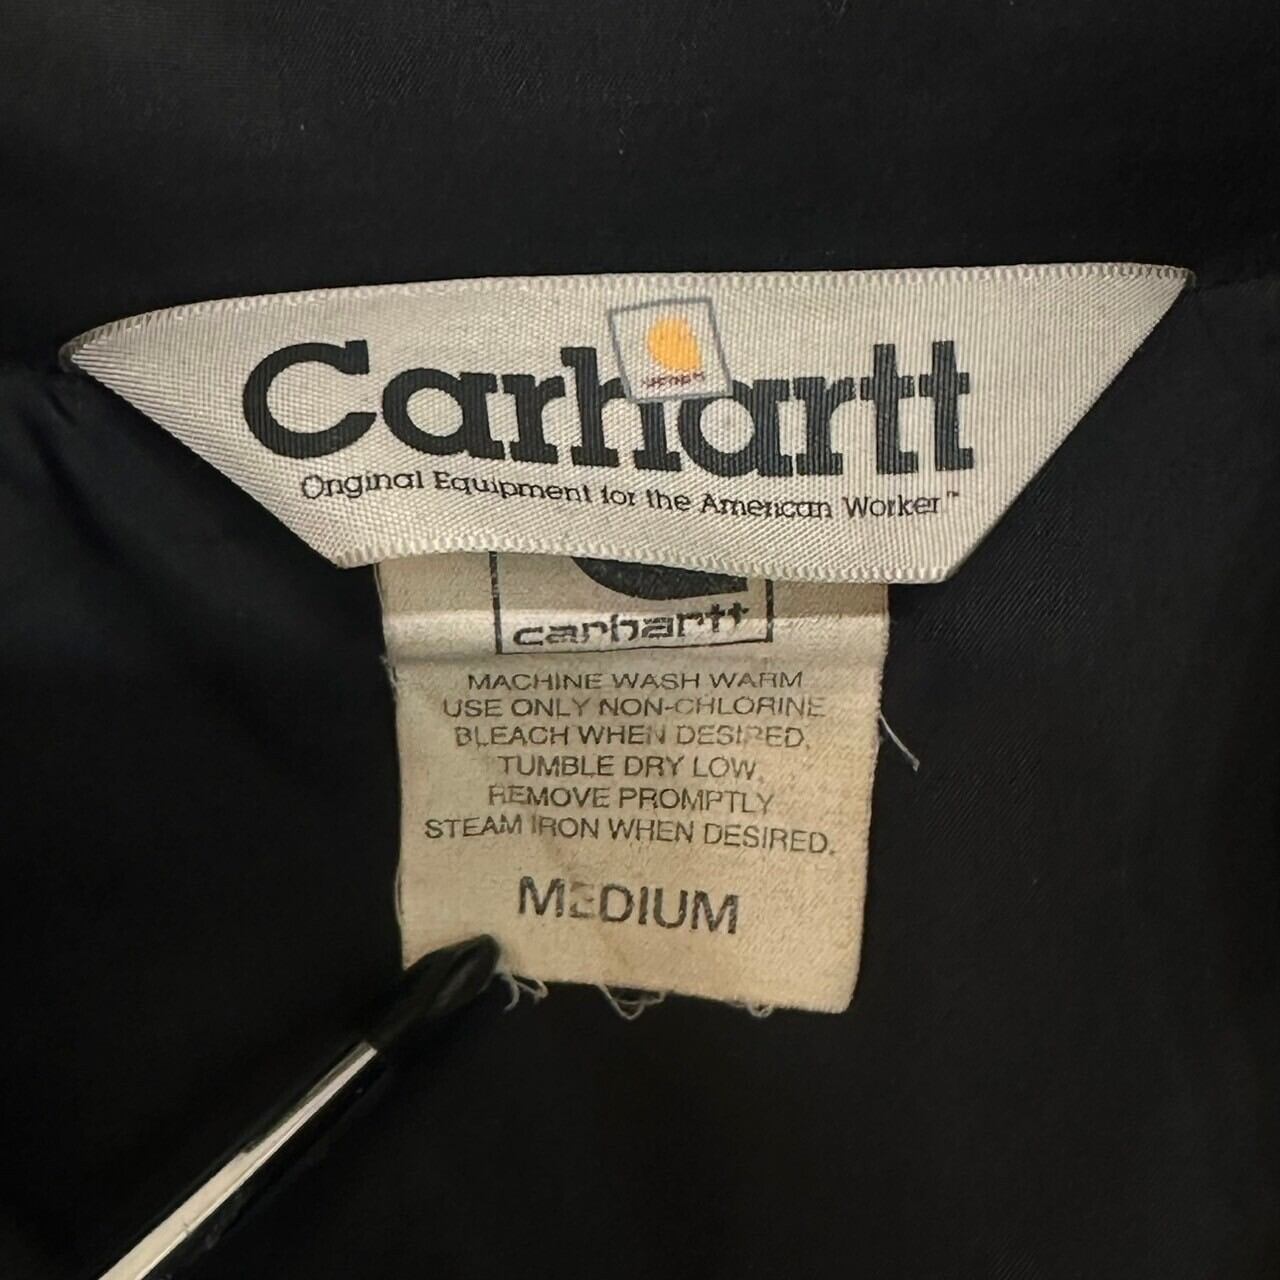 Carhartt
Original Equipment for the American Worker™
carhartt
MACHINE WASH WARM
USE ONLY NON-CHLORINE
BLEACH WHEN DESIRED.
TUMBLE DRY LOW.
REMOVE PROMPTLY
STEAM IRON WHEN DESIRED.
MEDIUM